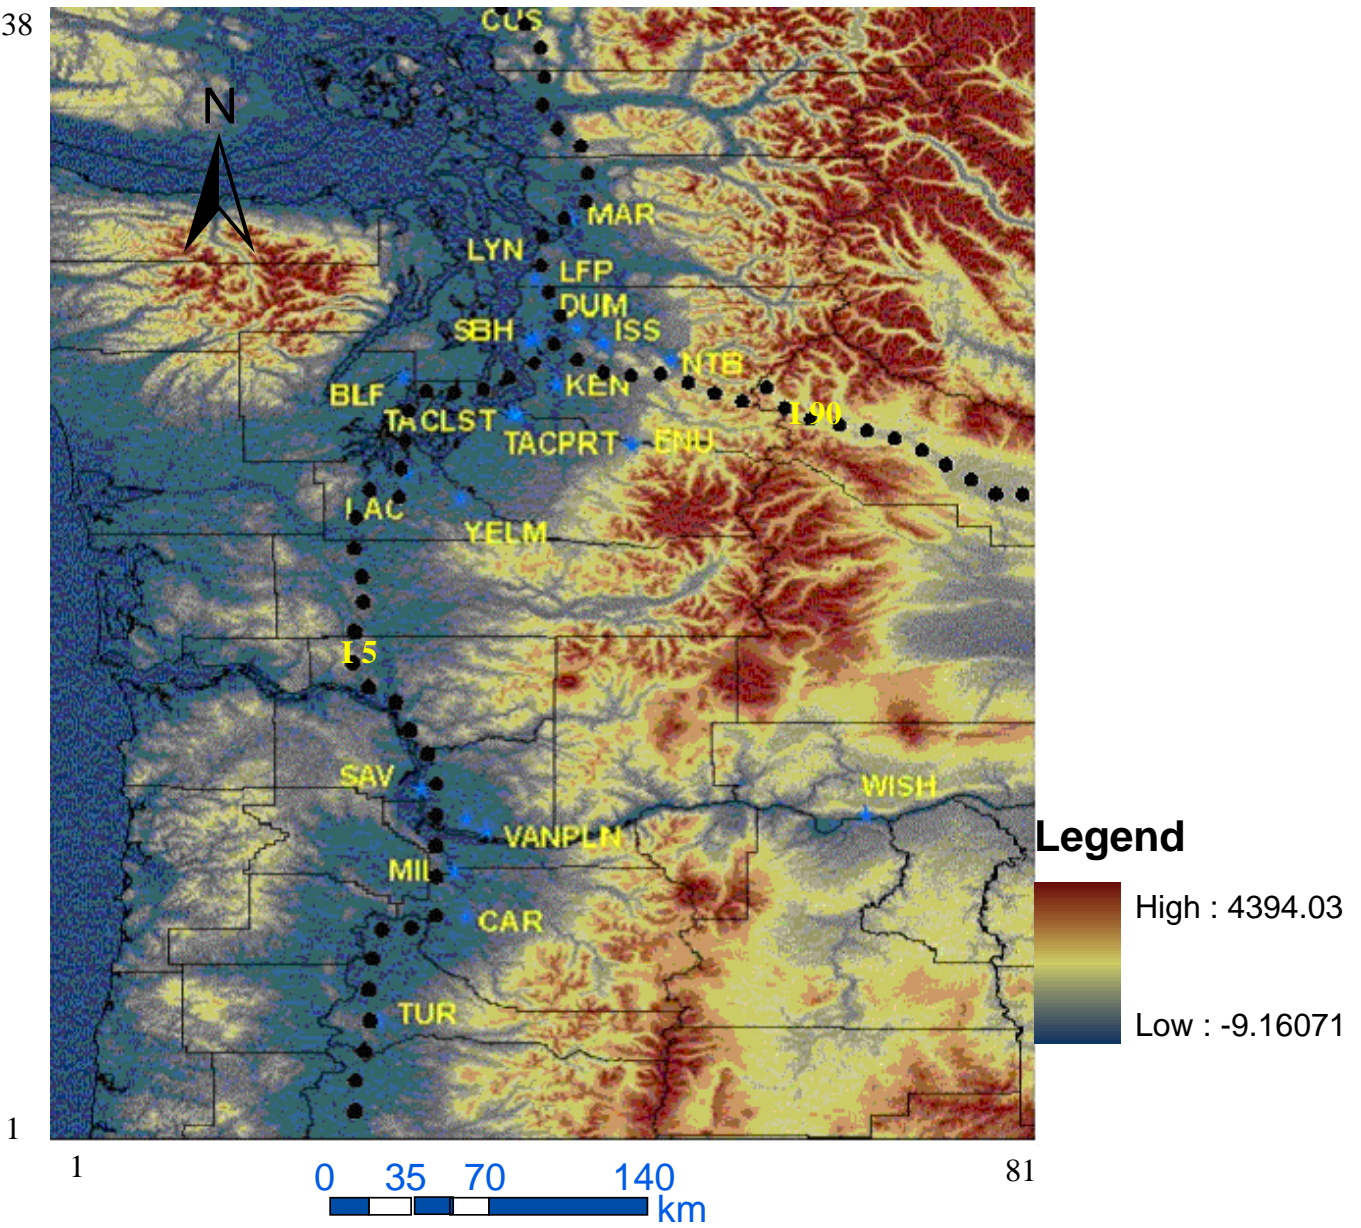 38
CUS
N
MAR
LYN
LFP
DUM
SBH
ISS
NTB
BLF
KEN
I 90
TACLST
TACPRT
ENU
LAC
YELM
I 5
SAV
WISH
VANPLN
Legend
MIL
High : 4394.03
CAR
TUR
Low : -9.16071
1
1
81
0 35 70 140
km